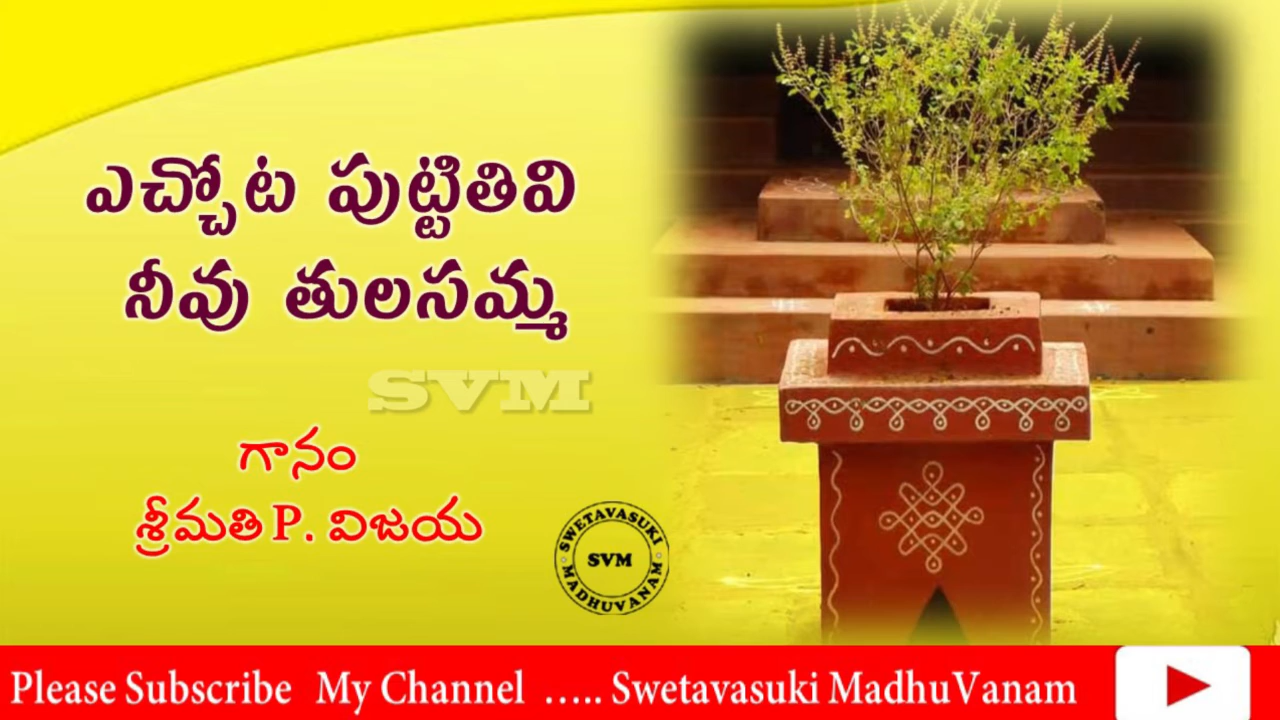 ఎచ్చోట పుట్టితివి
నీవు తులసమ్మ
SVM
గానం
శ్రీమతి P. విజయ
SWETAVASUKI
SVM
MADHUVANAM
Please Subscribe My Channel ..... Swetavasuki MadhuVanam